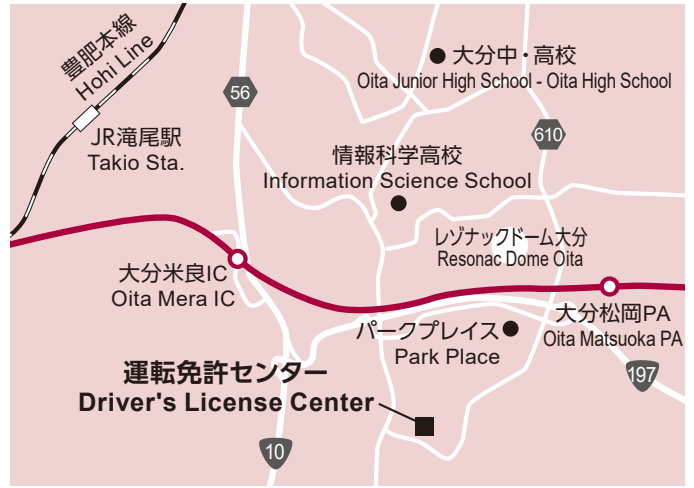 豊肥本線
Hohi Line
大分中・高校
Oita Junior High School - Oita High School
56
610
JR滝尾駅
Takio Sta.
情報科学高校
Information Science School
レゾナックドーム大分
Resonac Dome Oita
大分米良IC
Oita Mera IC
大分松岡PA
Oita Matsuoka PA
パークプレイス
Park Place
運転免許センター
Driver's License Center
197
10